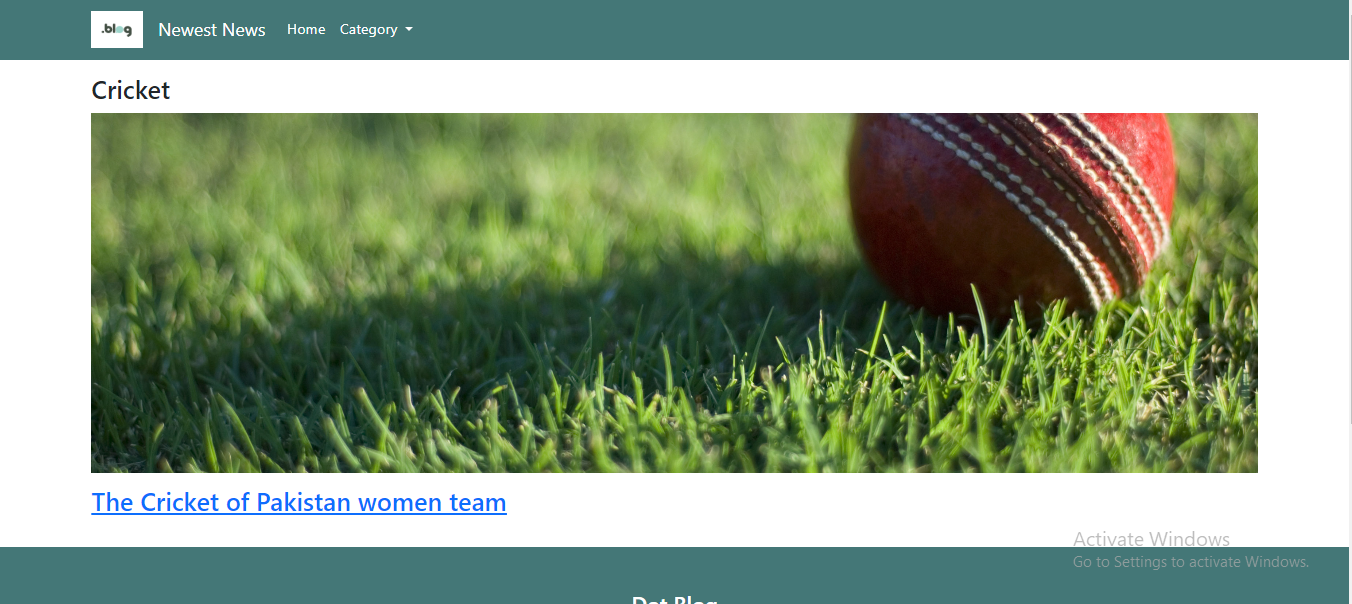 .blog
Newest News
Home
Category
Cricket
The Cricket of Pakistan women team
Activate Windows
Go to Settings to activate Windows.
Dot Blog